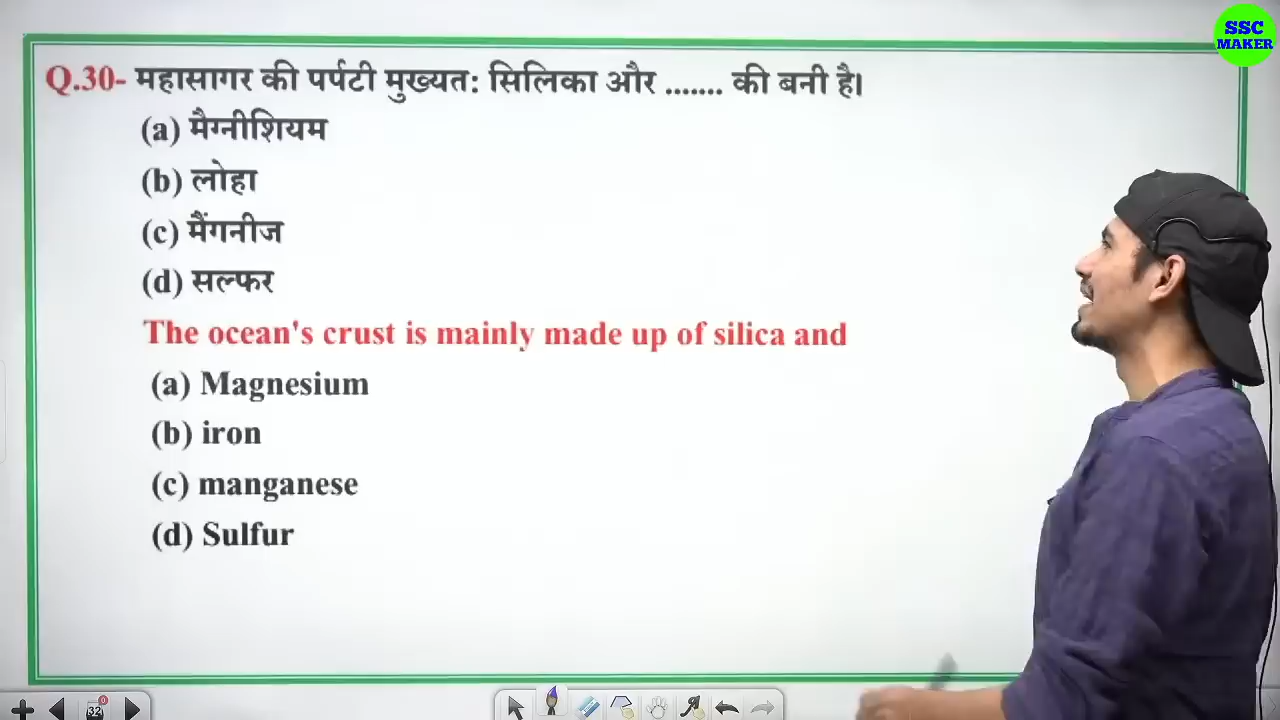 SSC
MAKER
Q.30- महासागर की पर्पटी मुख्यत: सिलिका और ....... की बनी है।
(a) मैग्नीशियम
(b) लोहा
(c) मैंगनीज
(d) सल्फर
The ocean's crust is mainly made up of silica and
(a) Magnesium
(b) iron
(c) manganese
(d) Sulfur
32
0